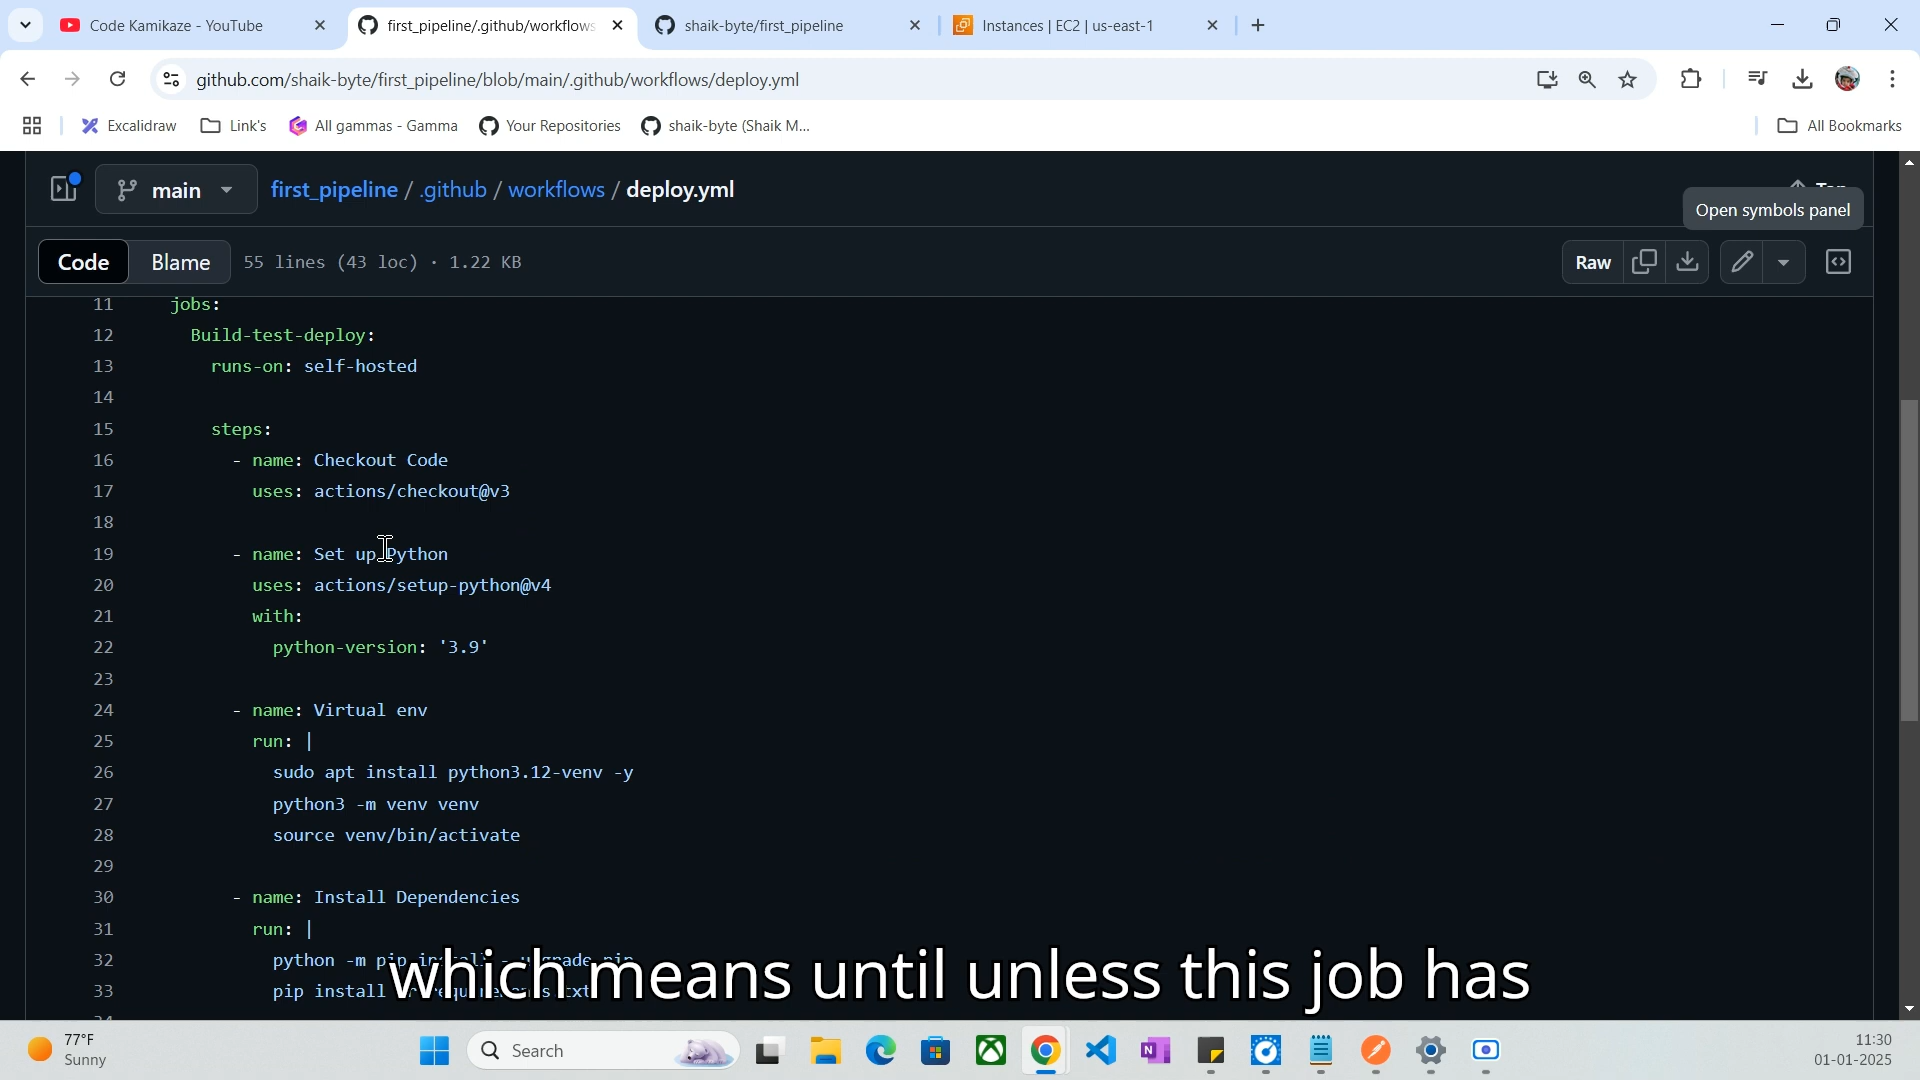 Code Kamikaze - YouTube
first_pipeline/.github/workflows
shaik-byte/first_pipeline
Instances | EC2 | us-east-1
github.com/shaik-byte/first_pipeline/blob/main/.github/workflows/deploy.yml
Excalidraw
Link's
All gammas - Gamma
Your Repositories
shaik-byte (Shaik M...
All Bookmarks
main
first_pipeline / .github / workflows / deploy.yml
Open symbols panel
Code
Blame
55 lines (43 loc) · 1.22 KB
Raw
11 jobs:
12 Build-test-deploy:
13 runs-on: self-hosted
14
15 steps:
16 - name: Checkout Code
17 uses: actions/checkout@v3
18
19 - name: Set up Python
20 uses: actions/setup-python@v4
21 with:
22 python-version: '3.9'
23
24 - name: Virtual env
25 run: |
26 sudo apt install python3.12-venv -y
27 python3 -m venv venv
28 source venv/bin/activate
29
30 - name: Install Dependencies
31 run: |
32 python -m pip
33 pip install
which means until unless this job has
77°F
Sunny
Search
11:30
01-01-2025